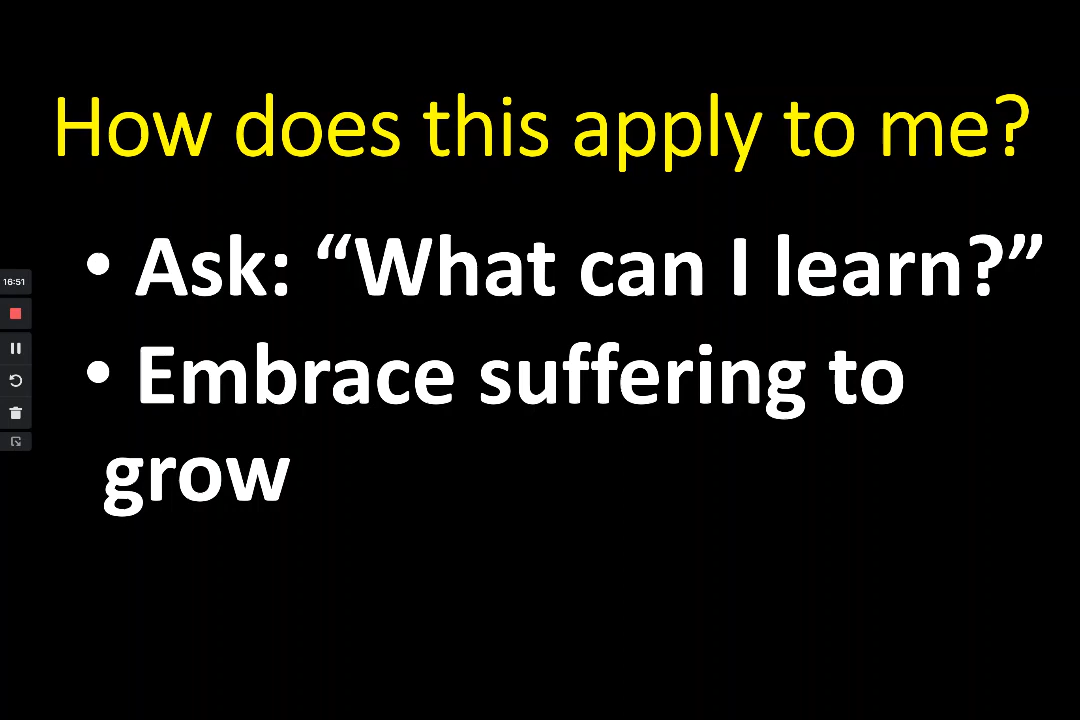 How does this apply to me?
• Ask: “What can I learn?”
• Embrace suffering to
grow
16:51